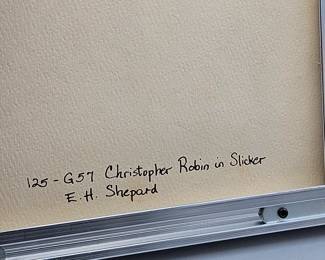 125-G57 Christopher Robin in Slicker
E.H. Shepard